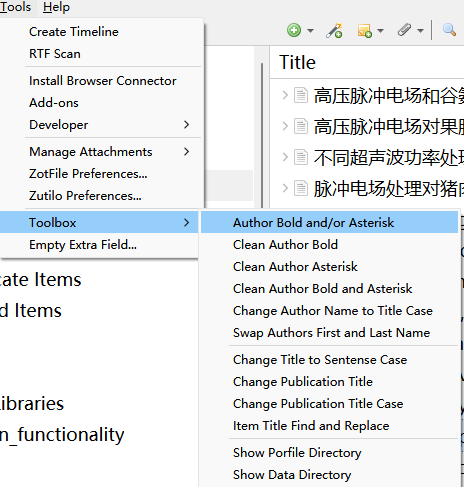 Tools Help
Create Timeline
RTF Scan
Install Browser Connector
Add-ons
Developer
Manage Attachments
ZotFile Preferences...
Zutilo Preferences...
Toolbox
Empty Extra Field...
Title
高压脉冲电场和谷氨
高压脉冲电场对果胶
不同超声波功率处
脉冲电场处理对猪肉
Author Bold and/or Asterisk
Clean Author Bold
Clean Author Asterisk
Clean Author Bold and Asterisk
Change Author Name to Title Case
Swap Authors First and Last Name
Change Title to Sentense Case
Change Publication Title
Change Publication Title Case
Item Title Find and Replace
Show Porfile Directory
Show Data Directory
cate Items
d Items
ibraries
n_functionality